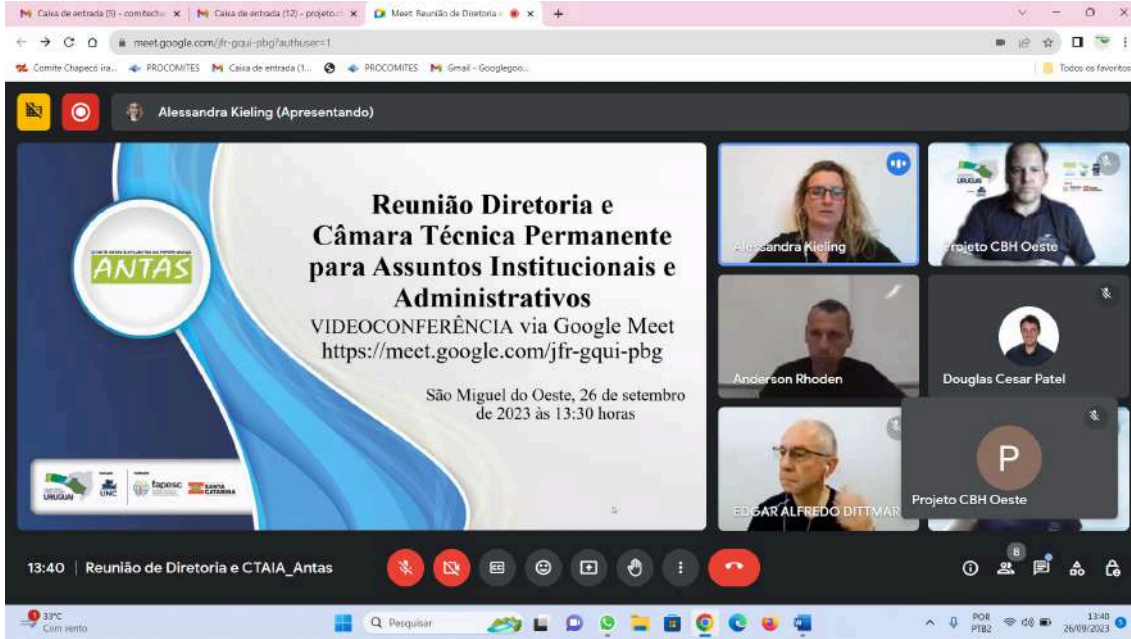 Caixa de entrada (5) - comitecha
Caixa de entrada (12) - projeto.c
Meet: Reunião de Diretoria e
meet.google.com/jfr-gqui-pbg?authuser=1
Comite Chapecó ira...
PROCOMITES
Caixa de entrada (1...
PROCOMITES
Gmail - Googlegoo...
Todos os favoritos
Alessandra Kieling (Apresentando)
ANTAS
Reunião Diretoria e
Câmara Técnica Permanente
para Assuntos Institucionais e
Administrativos
VIDEOCONFERÊNCIA via Google Meet
https://meet.google.com/jfr-gqui-pbg
São Miguel do Oeste, 26 de setembro
de 2023 às 13:30 horas
URUGUAI
UNC
fapesc
SANTA
CATARINA
Alessandra Kieling
URUGUAI
Projeto CBH Oeste
Anderson Rhoden
Douglas Cesar Patel
EDGAR ALFREDO DITTMAR
P
Projeto CBH Oeste
13:40 | Reunião de Diretoria e CTAIA_Antas
8
33°C
Com vento
Pesquisar
POR
PTB2
13:40
26/09/2023